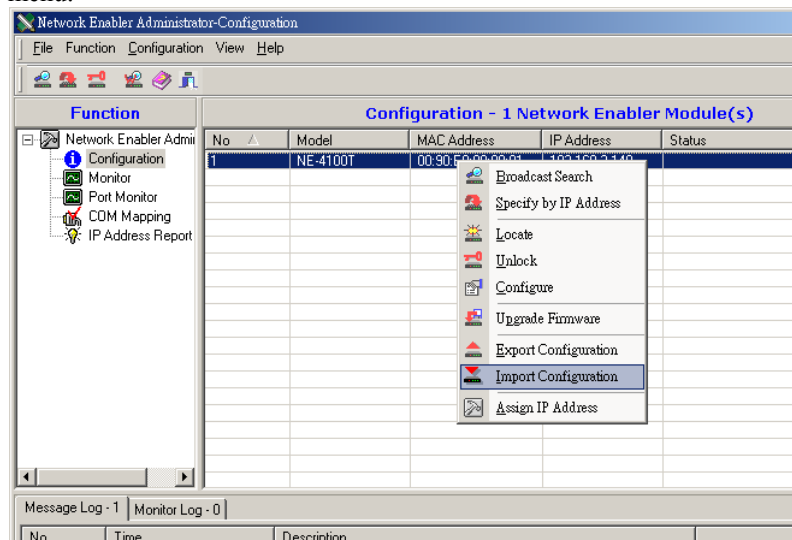 menu.
Network Enabler Administrator-Configuration
File Function Configuration View Help
Function
Configuration - 1 Network Enabler Module(s)
Network Enabler Admi
Configuration
Monitor
Port Monitor
COM Mapping
IP Address Report
No Model MAC Address IP Address Status
1 NE-4100T
Broadcast Search
Specify by IP Address
Locate
Unlock
Configure
Upgrade Firmware
Export Configuration
Import Configuration
Assign IP Address
Message Log - 1 Monitor Log - 0
No Time Description